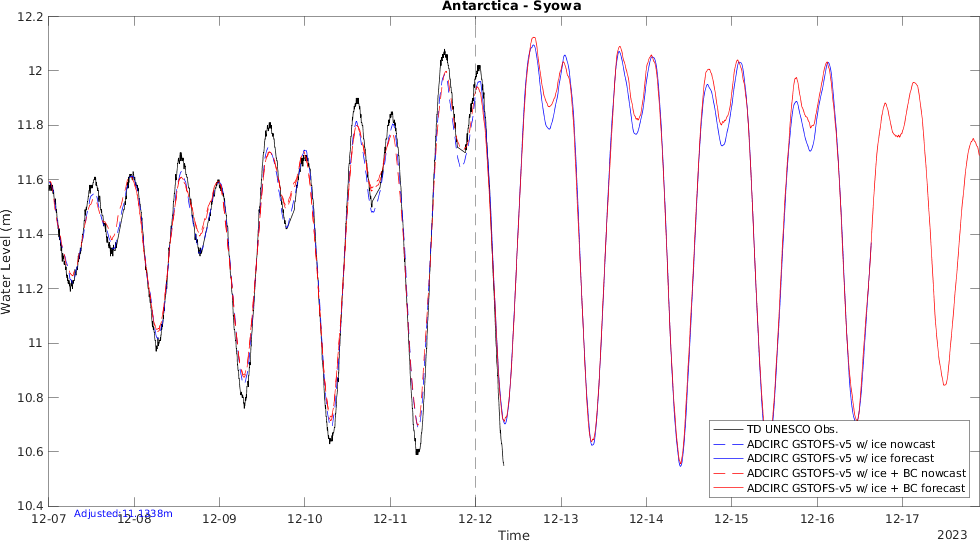 Antarctica - Syowa
12.2
12
11.8
11.6
11.4
11.2
11
10.8
10.6
10.4
Water Level (m)
TD UNESCO Obs.
ADCIRC GSTOFS-v5 w/ ice nowcast
ADCIRC GSTOFS-v5 w/ ice forecast
ADCIRC GSTOFS-v5 w/ ice + BC nowcast
ADCIRC GSTOFS-v5 w/ ice + BC forecast
Adjusted:11.1338m
12-07 12-08 12-09 12-10 12-11 12-12 12-13 12-14 12-15 12-16 12-17
Time
2023